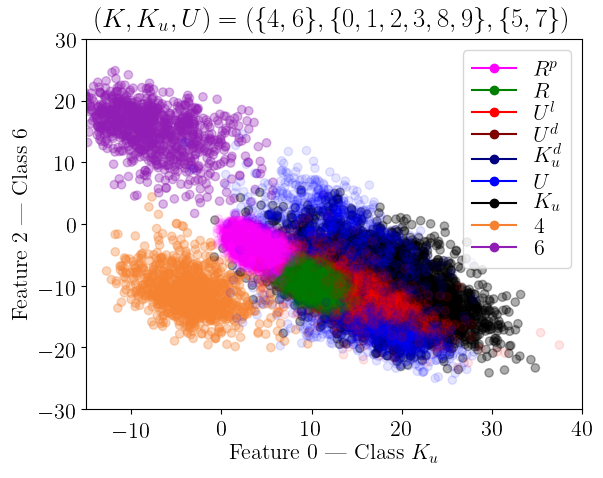 (K, K_u, U) = ({4, 6}, {0, 1, 2, 3, 8, 9}, {5, 7})
30
20
10
0
−10
−20
−30
Feature 2 — Class 6
R^p
R
U^l
U^d
K_u^d
U
K_u
4
6
−10
0
10
20
30
40
Feature 0 — Class K_u